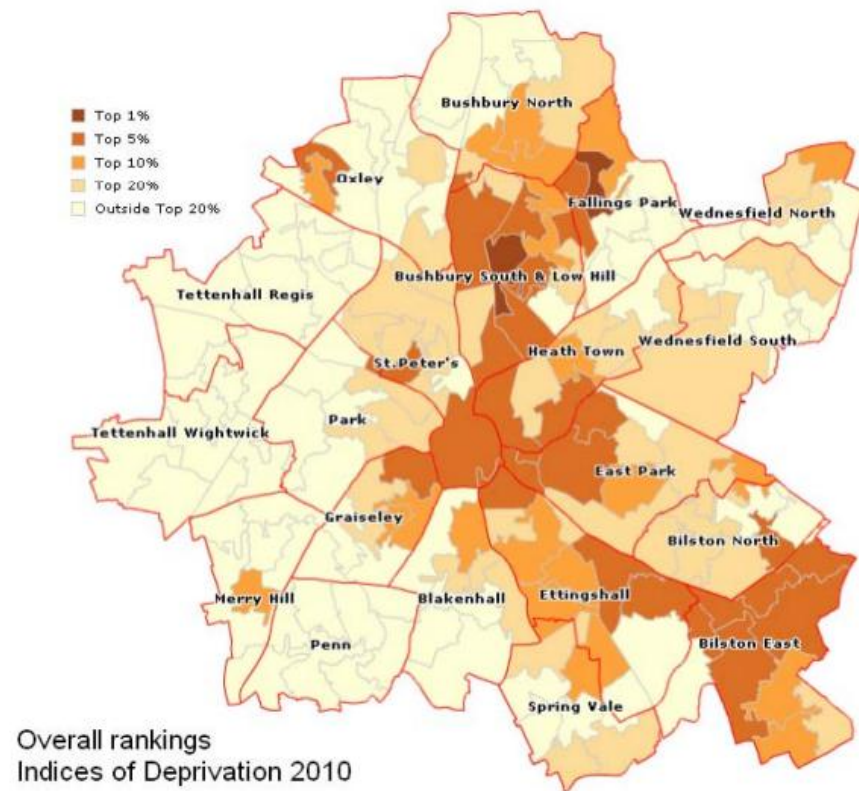 Top 1%
Top 5%
Top 10%
Top 20%
Outside Top 20%
Bushbury North
Oxley
Fallings Park
Wednesfield North
Bushbury South & Low Hill
Tettenhall Regis
St.Peter's
Heath Town
Wednesfield South
Park
Tettenhall Wightwick
East Park
Graiseley
Bilston North
Merry Hill
Blakenhall
Ettingshall
Penn
Bilston East
Spring Vale
Overall rankings
Indices of Deprivation 2010